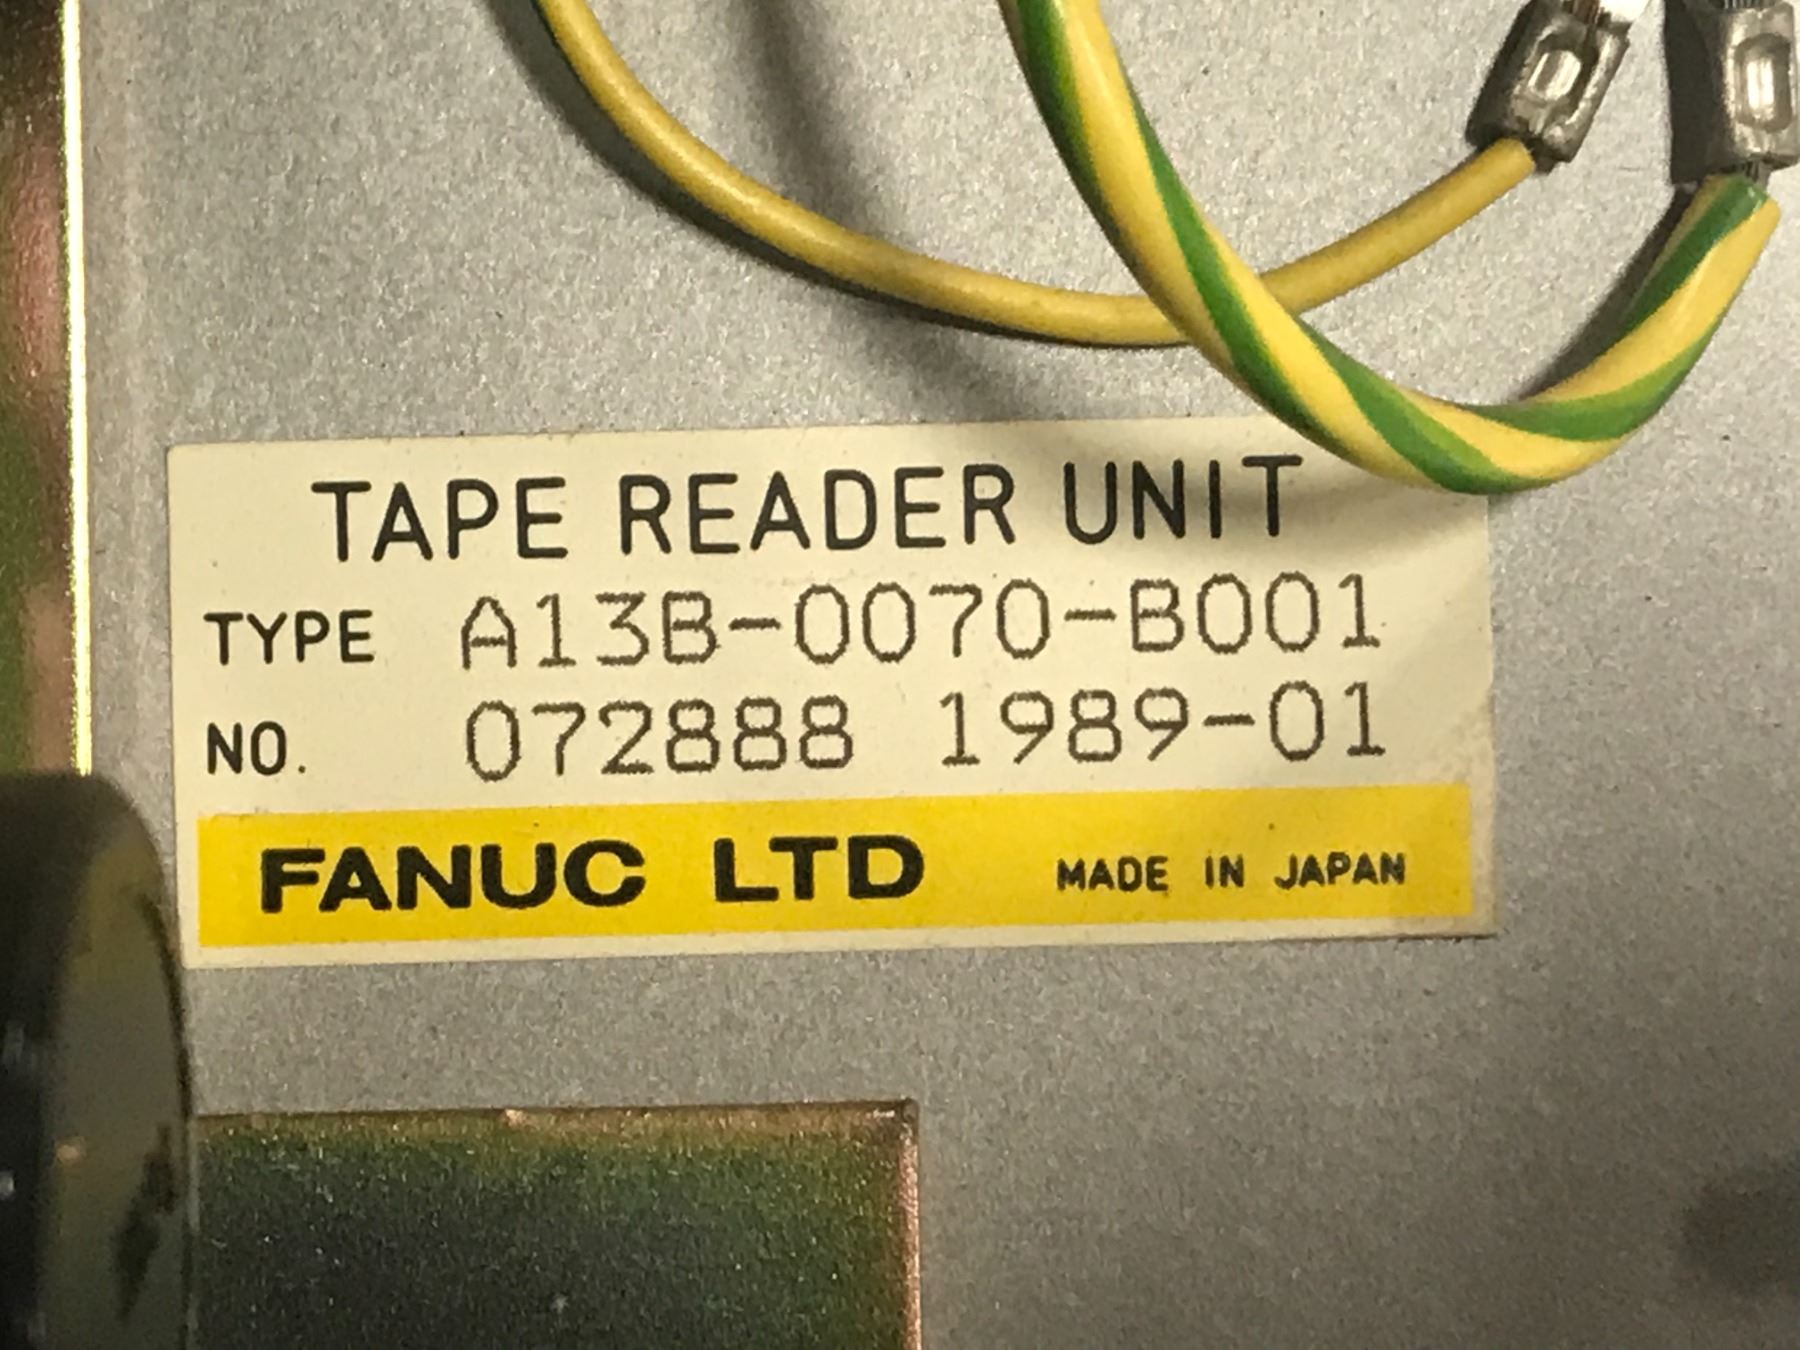 TAPE READER UNIT
TYPE A13B-0070-B001
NO. 072888 1989-01
FANUC LTD MADE IN JAPAN